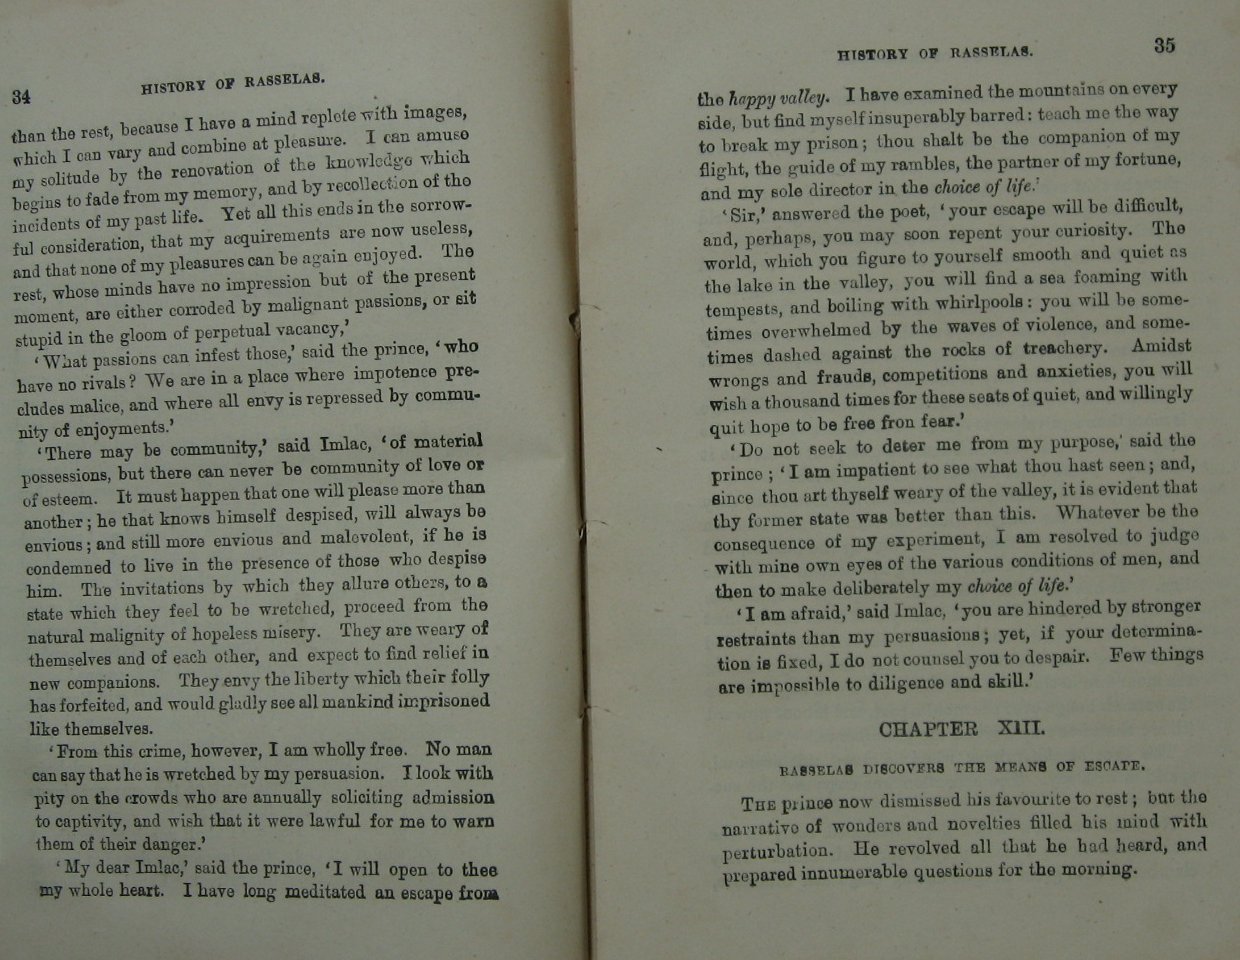 34
HISTORY OF RASSELAS.
than the rest, because I have a mind replete with images,
which I can vary and combine at pleasure. I can amuse
my solitude by the renovation of the knowledge which
begins to fade from my memory, and by recollection of the
incidents of my past life. Yet all this ends in the sorrow-
ful consideration, that my acquirements are now useless,
and that none of my pleasures can be again enjoyed. The
rest, whose minds have no impression but of the present
moment, are either corroded by malignant passions, or sit
stupid in the gloom of perpetual vacancy,'
'What passions can infest those,' said the prince, 'who
have no rivals? We are in a place where impotence pre-
cludes malice, and where all envy is repressed by commu-
nity of enjoyments.'
'There may be community,' said Imlac, 'of material
possessions, but there can never be community of love or
of esteem. It must happen that one will please more than
another; he that knows himself despised, will always be
envious; and still more envious and malevolent, if he is
condemned to live in the presence of those who despise
him. The invitations by which they allure others, to a
state which they feel to be wretched, proceed from the
natural malignity of hopeless misery. They are weary of
themselves and of each other, and expect to find relief in
new companions. They envy the liberty which their folly
has forfeited, and would gladly see all mankind imprisoned
like themselves.
'From this crime, however, I am wholly free. No man
can say that he is wretched by my persuasion. I look with
pity on the crowds who are annually soliciting admission
to captivity, and wish that it were lawful for me to warn
them of their danger.'
'My dear Imlac,' said the prince, 'I will open to thee
my whole heart. I have long meditated an escape from
HISTORY OF RASSELAS.
35
the happy valley. I have examined the mountains on every
side, but find myself insuperably barred: teach me the way
to break my prison; thou shalt be the companion of my
flight, the guide of my rambles, the partner of my fortune,
and my sole director in the choice of life.'
'Sir,' answered the poet, 'your escape will be difficult,
and, perhaps, you may soon repent your curiosity. The
world, which you figure to yourself smooth and quiet as
the lake in the valley, you will find a sea foaming with
tempests, and boiling with whirlpools: you will be some-
times overwhelmed by the waves of violence, and some-
times dashed against the rocks of treachery. Amidst
wrongs and frauds, competitions and anxieties, you will
wish a thousand times for these seats of quiet, and willingly
quit hope to be free fron fear.'
'Do not seek to deter me from my purpose,' said the
prince; 'I am impatient to see what thou hast seen; and,
since thou art thyself weary of the valley, it is evident that
thy former state was better than this. Whatever be the
consequence of my experiment, I am resolved to judge
with mine own eyes of the various conditions of men, and
then to make deliberately my choice of life.'
'I am afraid,' said Imlac, 'you are hindered by stronger
restraints than my persuasions; yet, if your determina-
tion is fixed, I do not counsel you to despair. Few things
are impossible to diligence and skill.'
CHAPTER XIII.
RASSELAS DISCOVERS THE MEANS OF ESCAPE.
THE prince now dismissed his favourite to rest; but the
narrative of wonders and novelties filled his mind with
perturbation. He revolved all that he had heard, and
prepared innumerable questions for the morning.